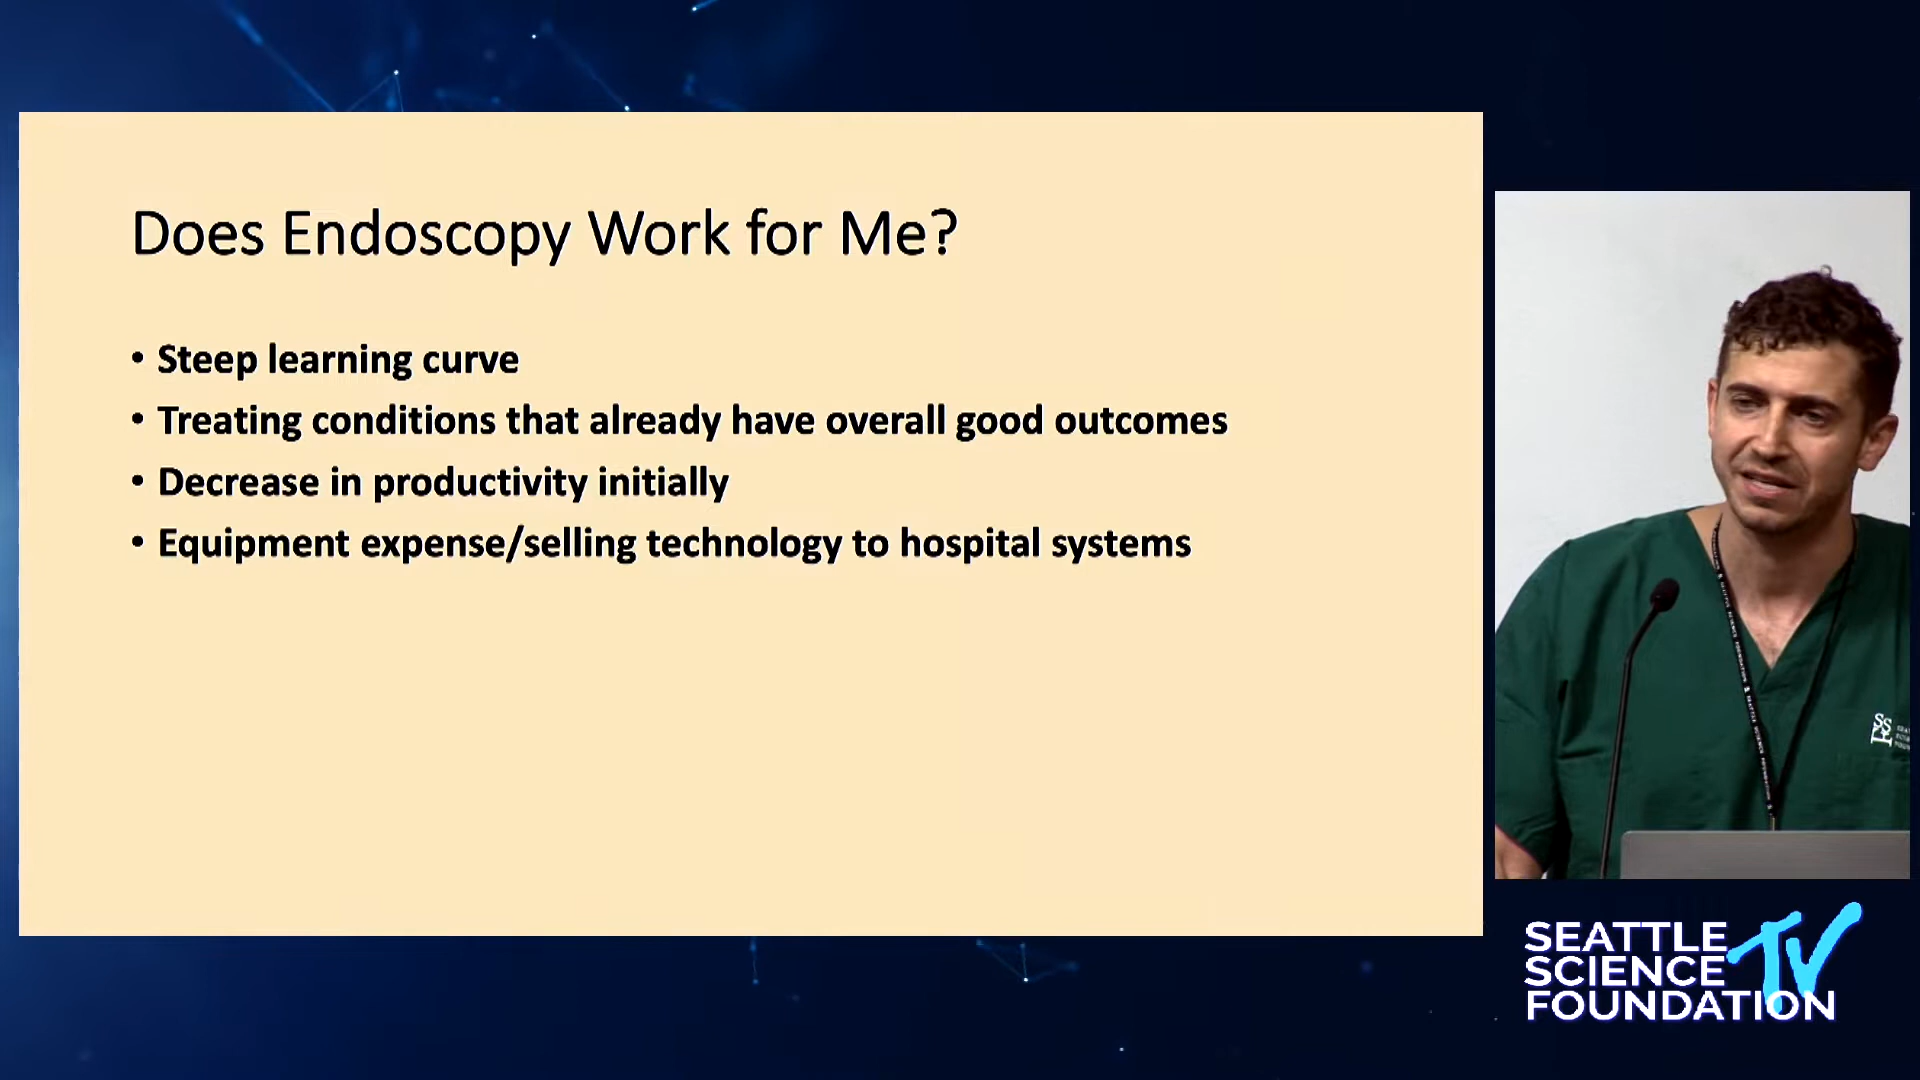 Does Endoscopy Work for Me?
• Steep learning curve
• Treating conditions that already have overall good outcomes
• Decrease in productivity initially
• Equipment expense/selling technology to hospital systems
SSF
SEATTLE
SCIENCE
FOUNDATION
TV